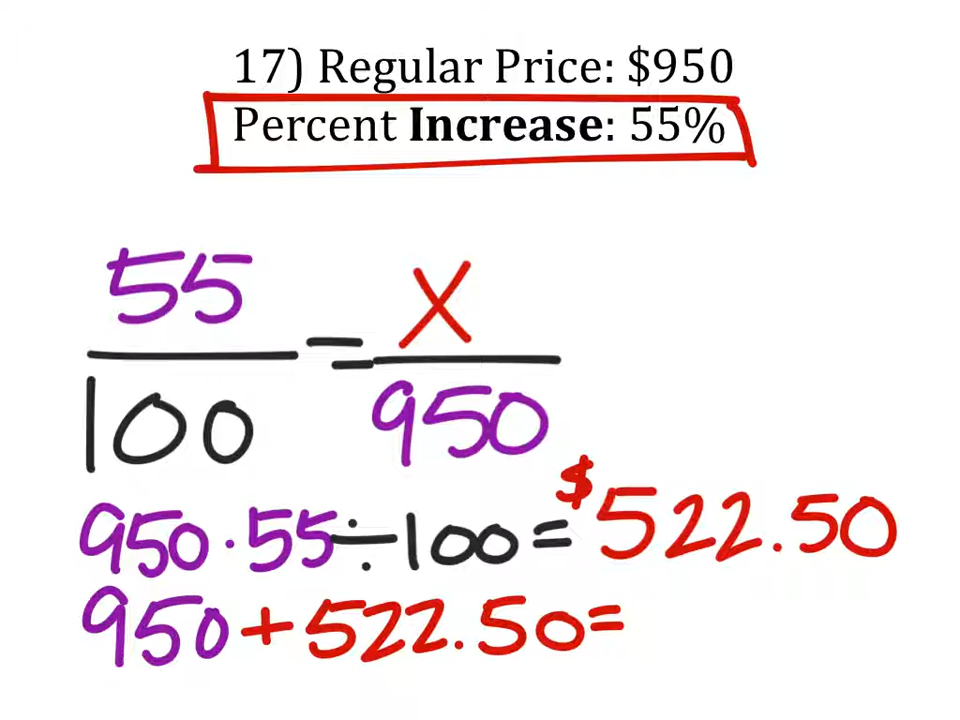 17) Regular Price: $950
Percent Increase: 55%
55 = X
100 950
950·55÷100=$522.50
950+522.50=